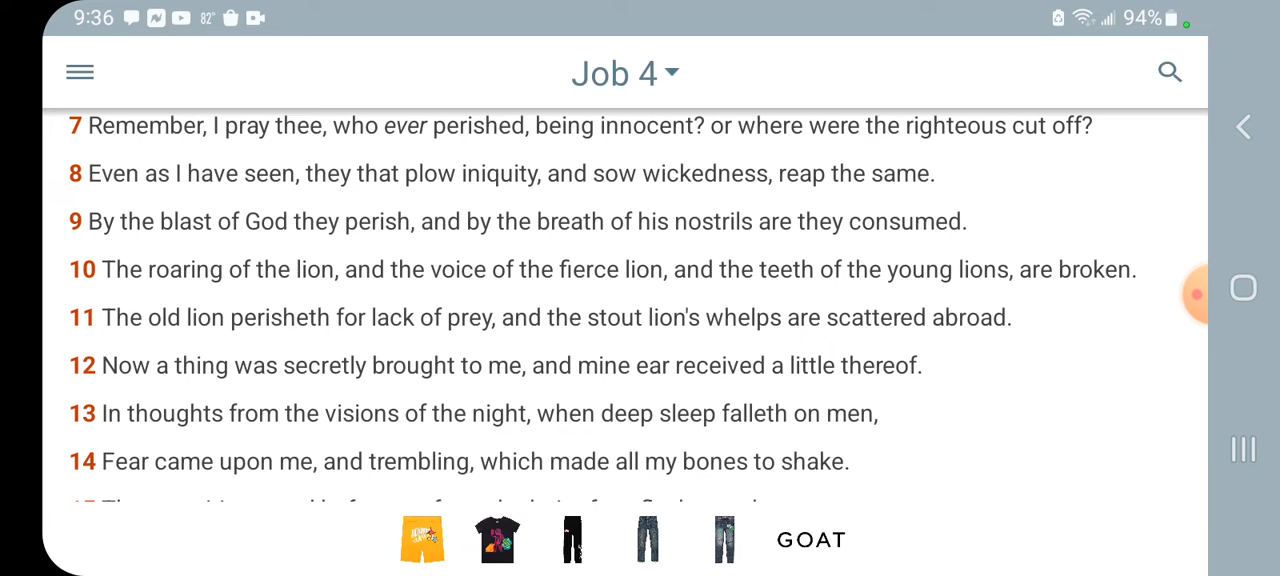 9:36 82° 94%
Job 4
7 Remember, I pray thee, who ever perished, being innocent? or where were the righteous cut off?
8 Even as I have seen, they that plow iniquity, and sow wickedness, reap the same.
9 By the blast of God they perish, and by the breath of his nostrils are they consumed.
10 The roaring of the lion, and the voice of the fierce lion, and the teeth of the young lions, are broken.
11 The old lion perisheth for lack of prey, and the stout lion's whelps are scattered abroad.
12 Now a thing was secretly brought to me, and mine ear received a little thereof.
13 In thoughts from the visions of the night, when deep sleep falleth on men,
14 Fear came upon me, and trembling, which made all my bones to shake.
GOAT